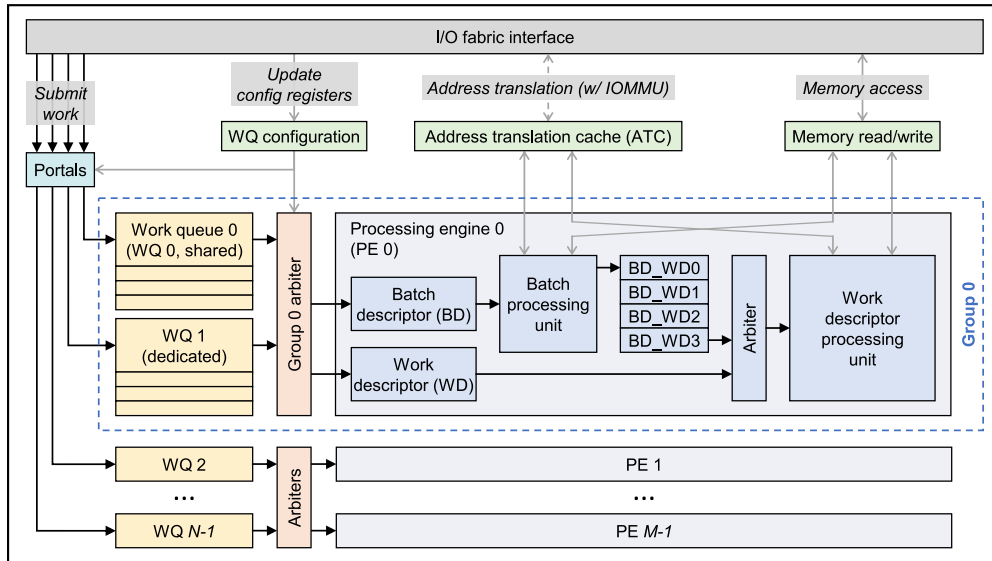 I/O fabric interface
Submit
work
Update
config registers
Address translation (w/ IOMMU)
Memory access
WQ configuration
Address translation cache (ATC)
Memory read/write
Portals
Work queue 0
(WQ 0, shared)
WQ 1
(dedicated)
Group 0 arbiter
Processing engine 0
(PE 0)
Batch
descriptor (BD)
Work
descriptor (WD)
Batch
processing
unit
BD_WD0
BD_WD1
BD_WD2
BD_WD3
Arbiter
Work
descriptor
processing
unit
Group 0
WQ 2
...
WQ N-1
Arbiters
PE 1
...
PE M-1